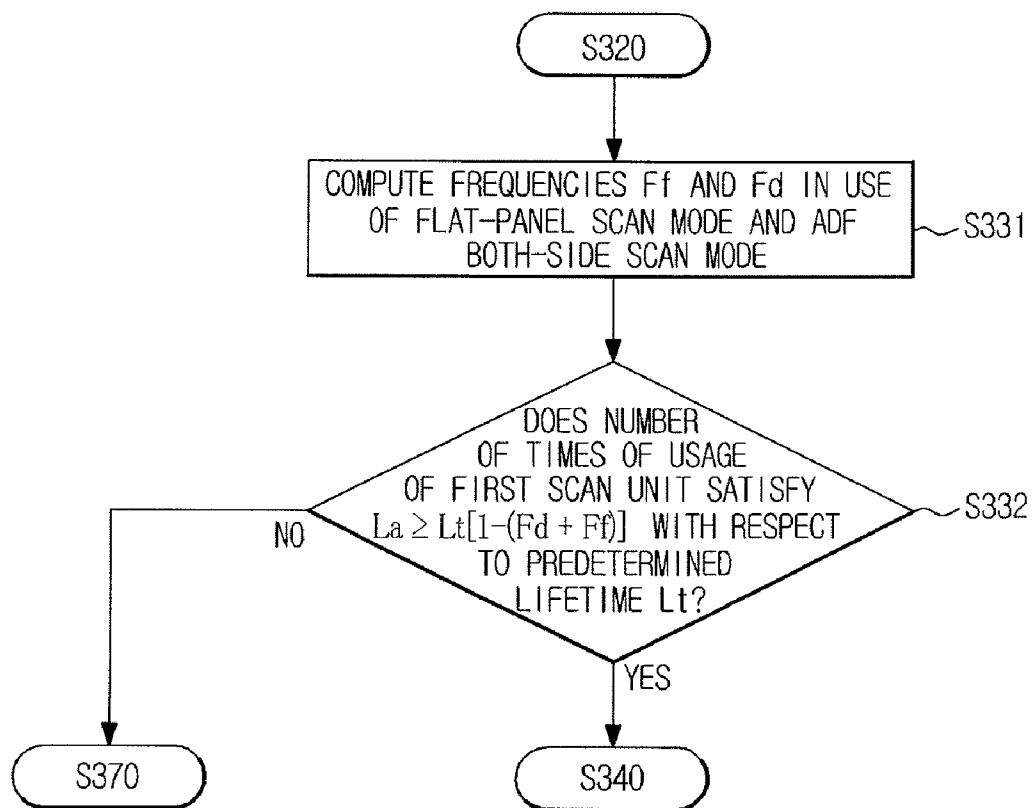 S320
COMPUTE FREQUENCIES Ff AND Fd IN USE
OF FLAT-PANEL SCAN MODE AND ADF
BOTH-SIDE SCAN MODE
S331
DOES NUMBER
OF TIMES OF USAGE
OF FIRST SCAN UNIT SATISFY
La ≥ Lt[1-(Fd + Ff)] WITH RESPECT
TO PREDETERMINED
LIFETIME Lt?
S332
NO
YES
S370
S340